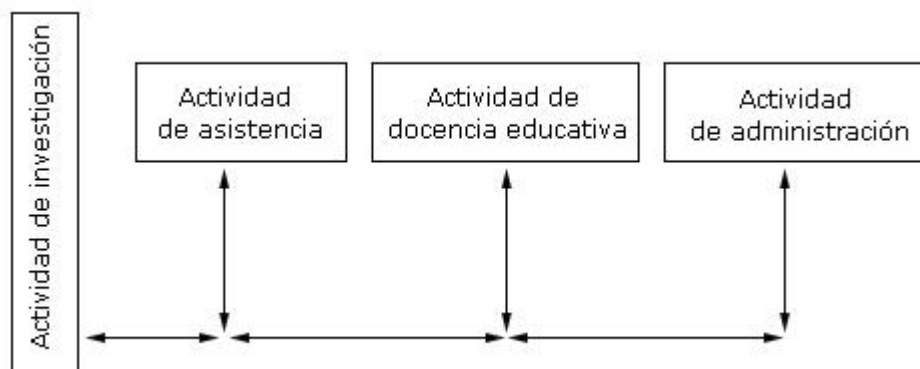 Actividad de investigación
Actividad
de asistencia
Actividad de
docencia educativa
Actividad
de administración